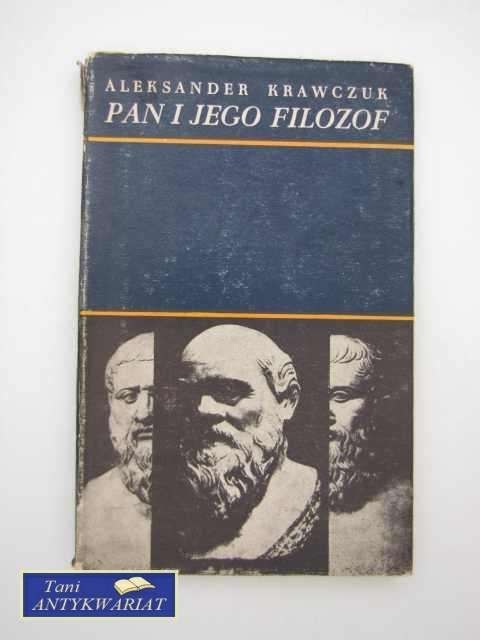 ALEKSANDER KRAWCZUK
PAN I JEGO FILOZOF
Tani
ANTYKWARIAT